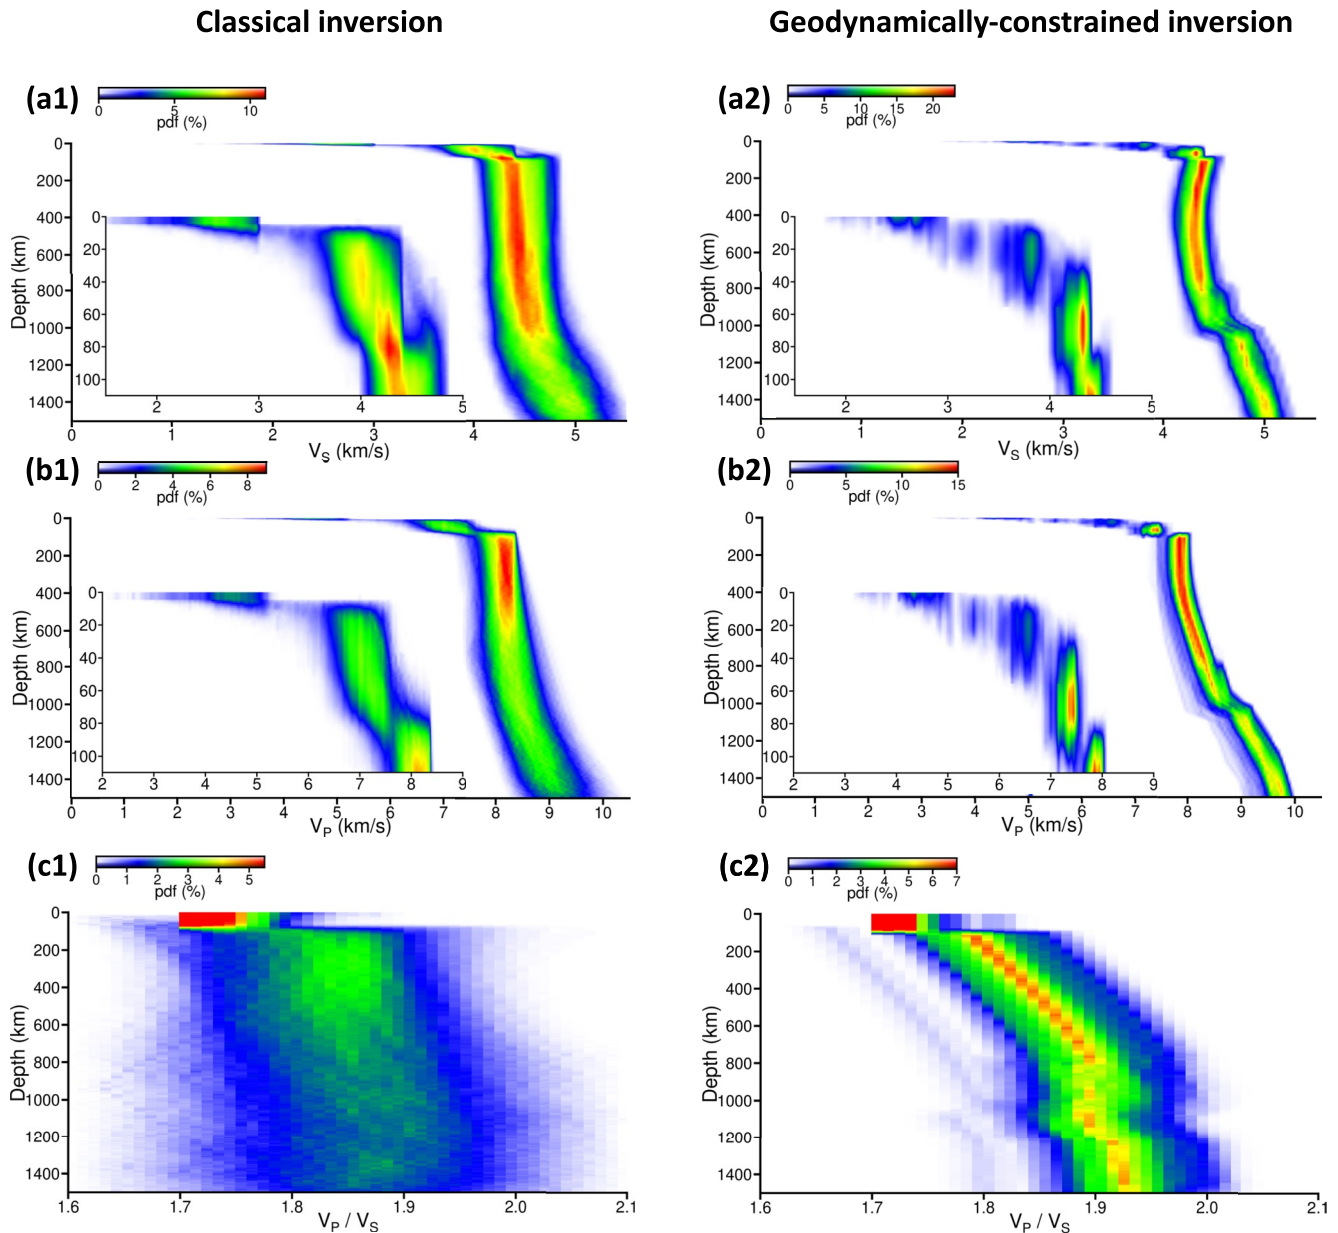 Classical inversion
Geodynamically-constrained inversion
(a1)
0 5 10
pdf (%)
Depth (km)
0
200
400
600
800
1000
1200
1400
0
20
40
60
80
100
2 3 4 5
0 1 2 3 4 5
VS (km/s)
(a2)
0 5 10 15 20
pdf (%)
Depth (km)
0
200
400
600
800
1000
1200
1400
0
20
40
60
80
100
2 3 4 5
0 1 2 3 4 5
VS (km/s)
(b1)
0 2 4 6 8
pdf (%)
Depth (km)
0
200
400
600
800
1000
1200
1400
0
20
40
60
80
100
2 3 4 5 6 7 8 9
0 1 2 3 4 5 6 7 8 9 10
VP (km/s)
(b2)
0 5 10 15
pdf (%)
Depth (km)
0
200
400
600
800
1000
1200
1400
0
20
40
60
80
100
2 3 4 5 6 7 8 9
0 1 2 3 4 5 6 7 8 9 10
VP (km/s)
(c1)
0 1 2 3 4 5
pdf (%)
Depth (km)
0
200
400
600
800
1000
1200
1400
1.6 1.7 1.8 1.9 2.0 2.1
VP / VS
(c2)
0 1 2 3 4 5 6 7
pdf (%)
Depth (km)
0
200
400
600
800
1000
1200
1400
1.6 1.7 1.8 1.9 2.0 2.1
VP / VS